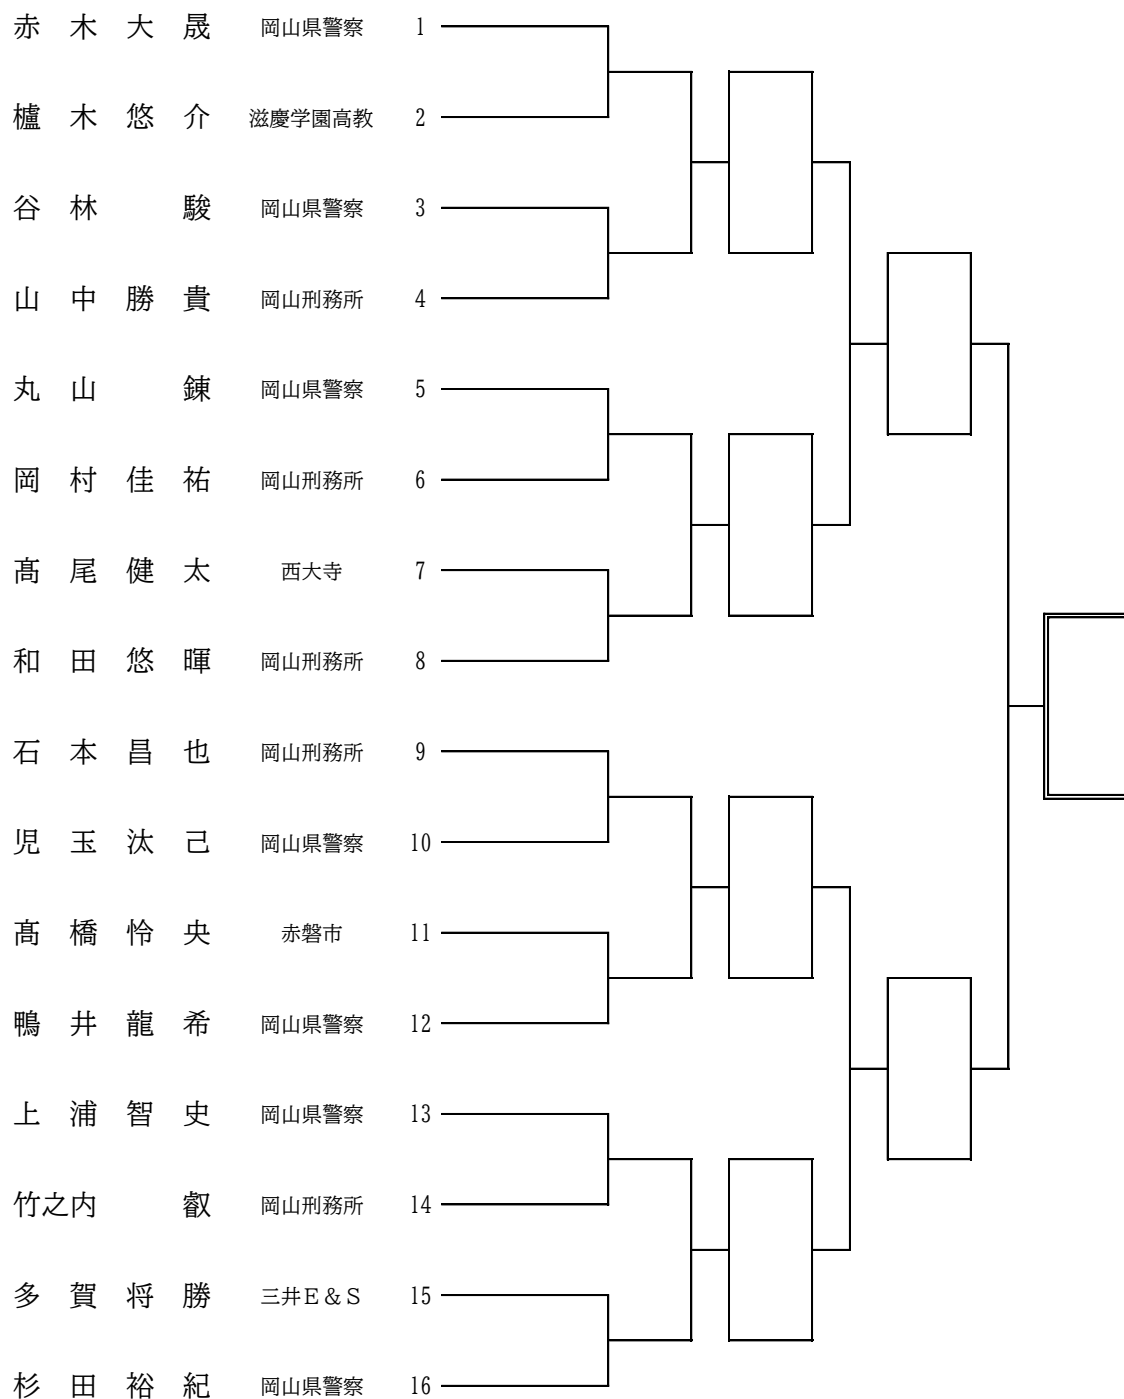 赤木大晟 岡山県警察 1
櫨木悠介 滋慶学園高教 2
谷林 駿 岡山県警察 3
山中勝貴 岡山刑務所 4
丸山 錬 岡山県警察 5
岡村佳祐 岡山刑務所 6
髙尾健太 西大寺 7
和田悠暉 岡山刑務所 8
石本昌也 岡山刑務所 9
児玉汰己 岡山県警察 10
髙橋怜央 赤磐市 11
鴨井龍希 岡山県警察 12
上浦智史 岡山県警察 13
竹之内 叡 岡山刑務所 14
多賀将勝 三井E&S 15
杉田裕紀 岡山県警察 16